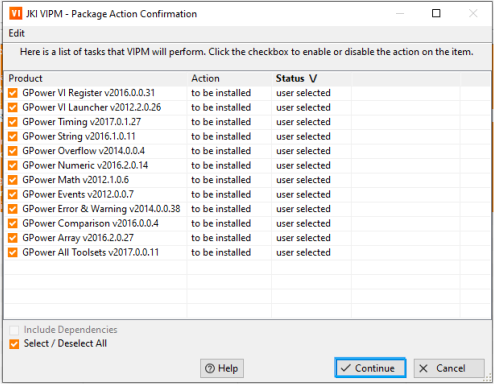 VI JKI VIPM - Package Action Confirmation
Edit
Here is a list of tasks that VIPM will perform. Click the checkbox to enable or disable the action on the item.
Product Action Status
GPower VI Register v2016.0.0.31 to be installed user selected
GPower VI Launcher v2012.2.0.26 to be installed user selected
GPower Timing v2017.0.1.27 to be installed user selected
GPower String v2016.1.0.11 to be installed user selected
GPower Overflow v2014.0.0.4 to be installed user selected
GPower Numeric v2016.2.0.14 to be installed user selected
GPower Math v2012.1.0.6 to be installed user selected
GPower Events v2012.0.0.7 to be installed user selected
GPower Error & Warning v2014.0.0.38 to be installed user selected
GPower Comparison v2016.0.0.4 to be installed user selected
GPower Array v2016.2.0.27 to be installed user selected
GPower All Toolsets v2017.0.0.11 to be installed user selected
Include Dependencies
Select / Deselect All
Help Continue Cancel